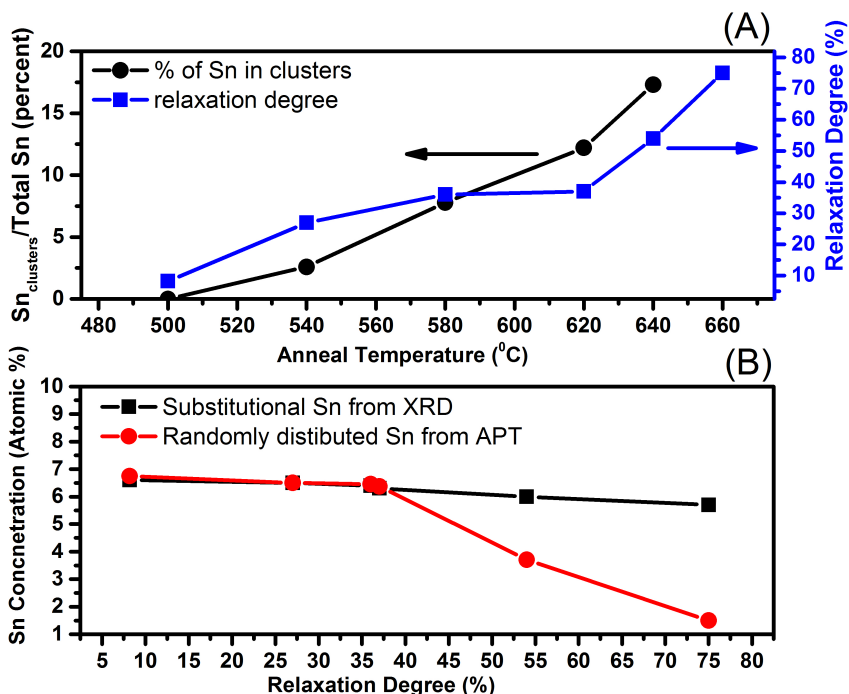 (A)
Sn_clusters/Total Sn (percent)
20
15
10
5
0
% of Sn in clusters
relaxation degree
80
70
60
50
40
30
20
10
Relaxation Degree (%)
480 500 520 540 560 580 600 620 640 660
Anneal Temperature (⁰C)
(B)
Sn Concnetration (Atomic %)
10
9
8
7
6
5
4
3
2
1
Substitutional Sn from XRD
Randomly distibuted Sn from APT
5 10 15 20 25 30 35 40 45 50 55 60 65 70 75 80
Relaxation Degree (%)